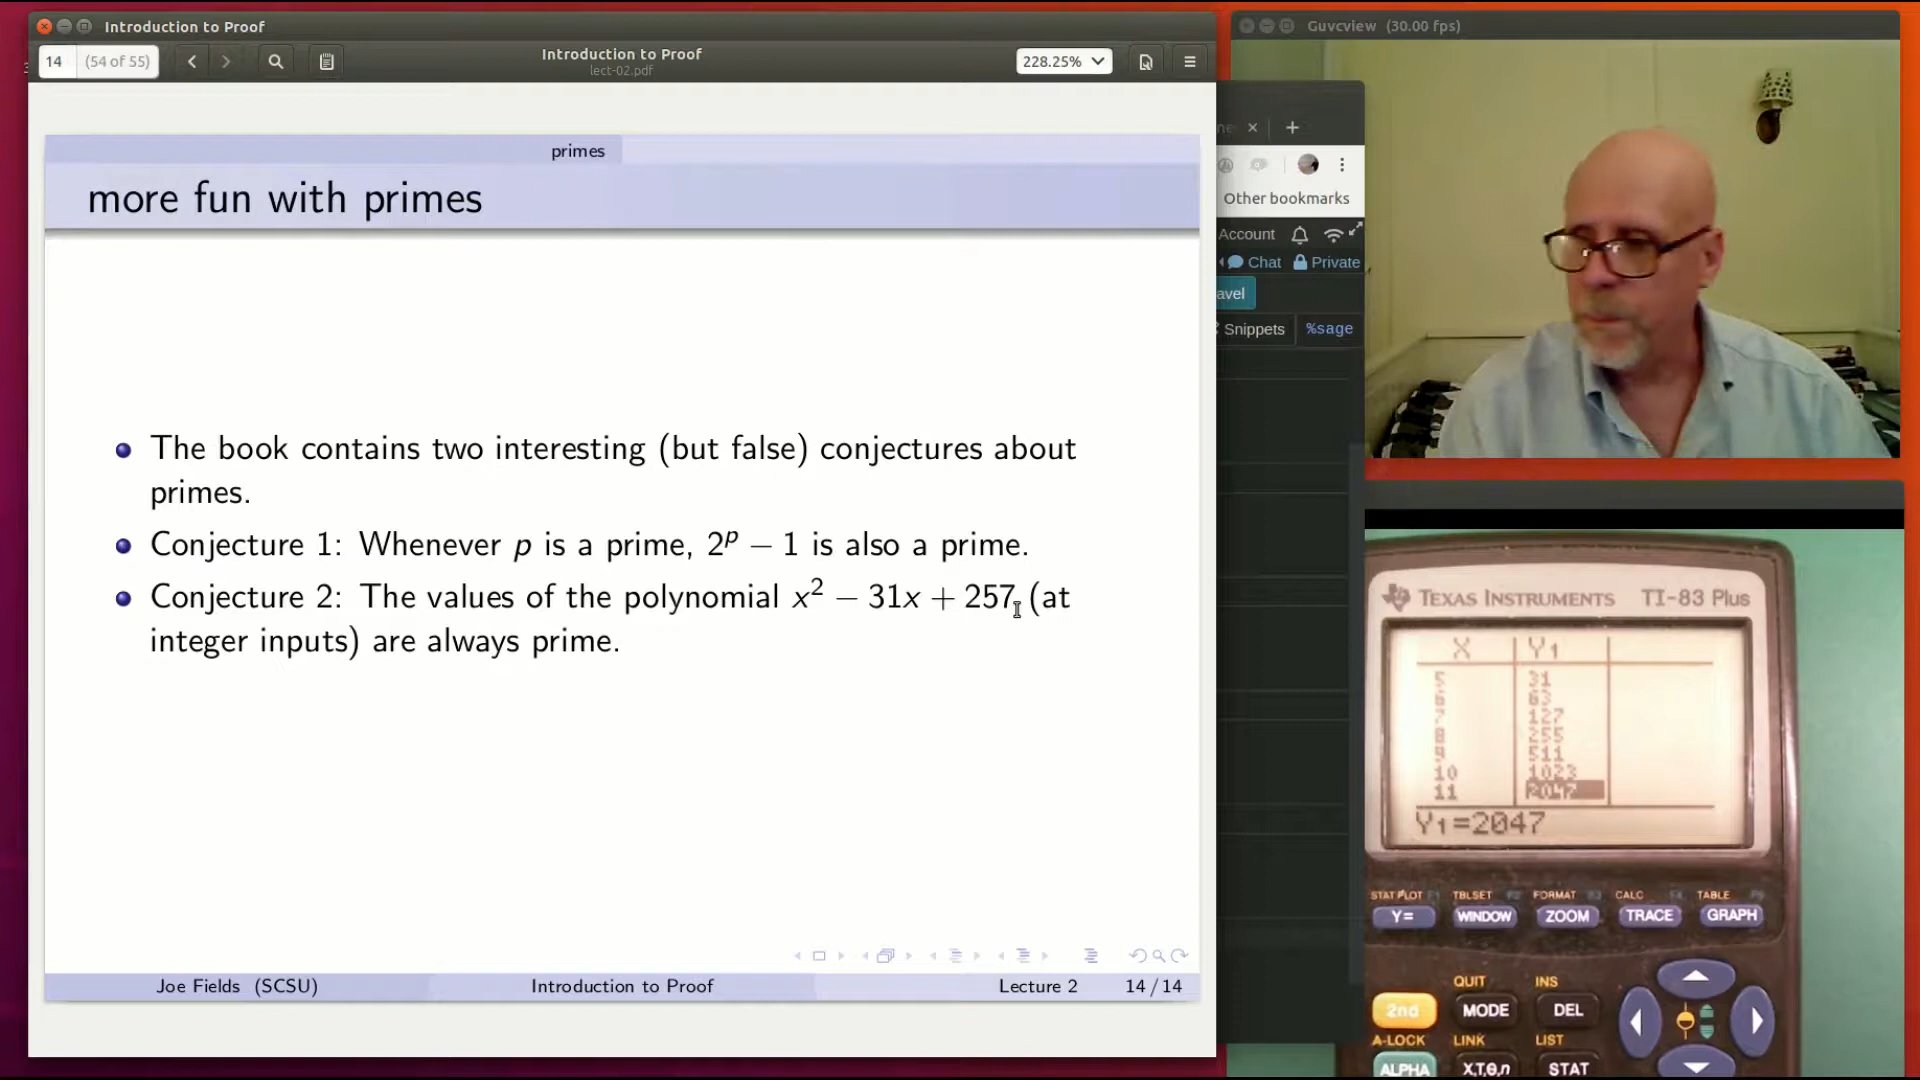 Introduction to Proof
14 (54 of 55)
Introduction to Proof
lect-02.pdf
228.25%
primes
more fun with primes
The book contains two interesting (but false) conjectures about
primes.
Conjecture 1: Whenever p is a prime, 2^p − 1 is also a prime.
Conjecture 2: The values of the polynomial x² − 31x + 257 (at
integer inputs) are always prime.
Joe Fields (SCSU) Introduction to Proof Lecture 2 14 / 14
Guvcview (30.00 fps)
Other bookmarks
Account
Chat Private
Snippets %sage
TEXAS INSTRUMENTS TI-83 Plus
X Y₁
5 31
6 63
7 127
8 255
9 511
10 1023
11 2047
Y₁=2047
STAT PLOT TBLSET FORMAT CALC TABLE
Y= WINDOW ZOOM TRACE GRAPH
QUIT INS
2nd MODE DEL
A-LOCK LINK LIST
ALPHA X,T,θ,n STAT